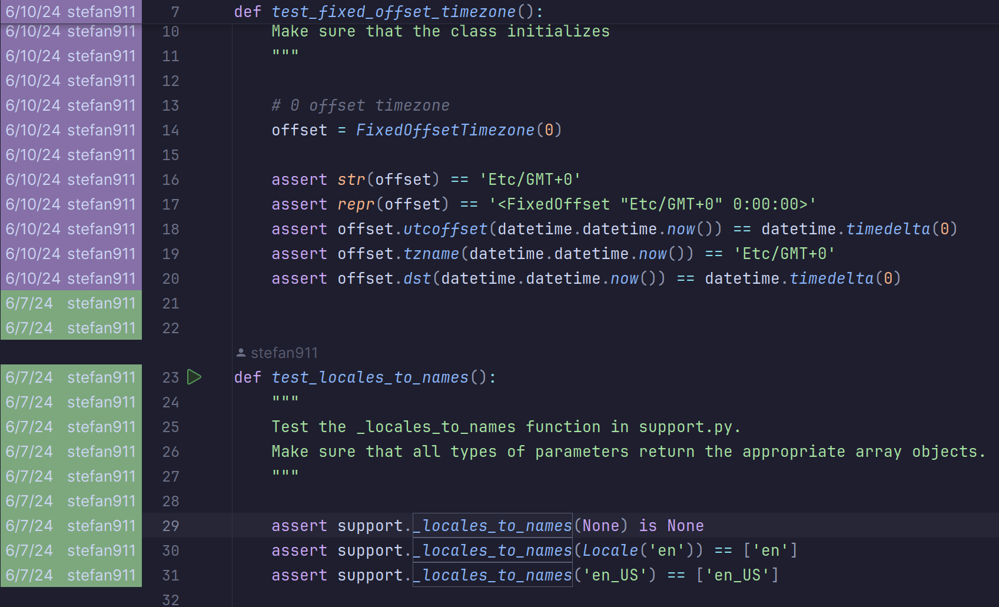 6/10/24 stefan911 7 def test_fixed_offset_timezone():
6/10/24 stefan911 10 Make sure that the class initializes
6/10/24 stefan911 11 """
6/10/24 stefan911 12
6/10/24 stefan911 13 # 0 offset timezone
6/10/24 stefan911 14 offset = FixedOffsetTimezone(0)
6/10/24 stefan911 15
6/10/24 stefan911 16 assert str(offset) == 'Etc/GMT+0'
6/10/24 stefan911 17 assert repr(offset) == '<FixedOffset "Etc/GMT+0" 0:00:00>'
6/10/24 stefan911 18 assert offset.utcoffset(datetime.datetime.now()) == datetime.timedelta(0)
6/10/24 stefan911 19 assert offset.tzname(datetime.datetime.now()) == 'Etc/GMT+0'
6/10/24 stefan911 20 assert offset.dst(datetime.datetime.now()) == datetime.timedelta(0)
6/7/24 stefan911 21
6/7/24 stefan911 22
stefan911
6/7/24 stefan911 23 def test_locales_to_names():
6/7/24 stefan911 24 """
6/7/24 stefan911 25 Test the _locales_to_names function in support.py.
6/7/24 stefan911 26 Make sure that all types of parameters return the appropriate array objects.
6/7/24 stefan911 27 """
6/7/24 stefan911 28
6/7/24 stefan911 29 assert support._locales_to_names(None) is None
6/7/24 stefan911 30 assert support._locales_to_names(Locale('en')) == ['en']
6/7/24 stefan911 31 assert support._locales_to_names('en_US') == ['en_US']
32